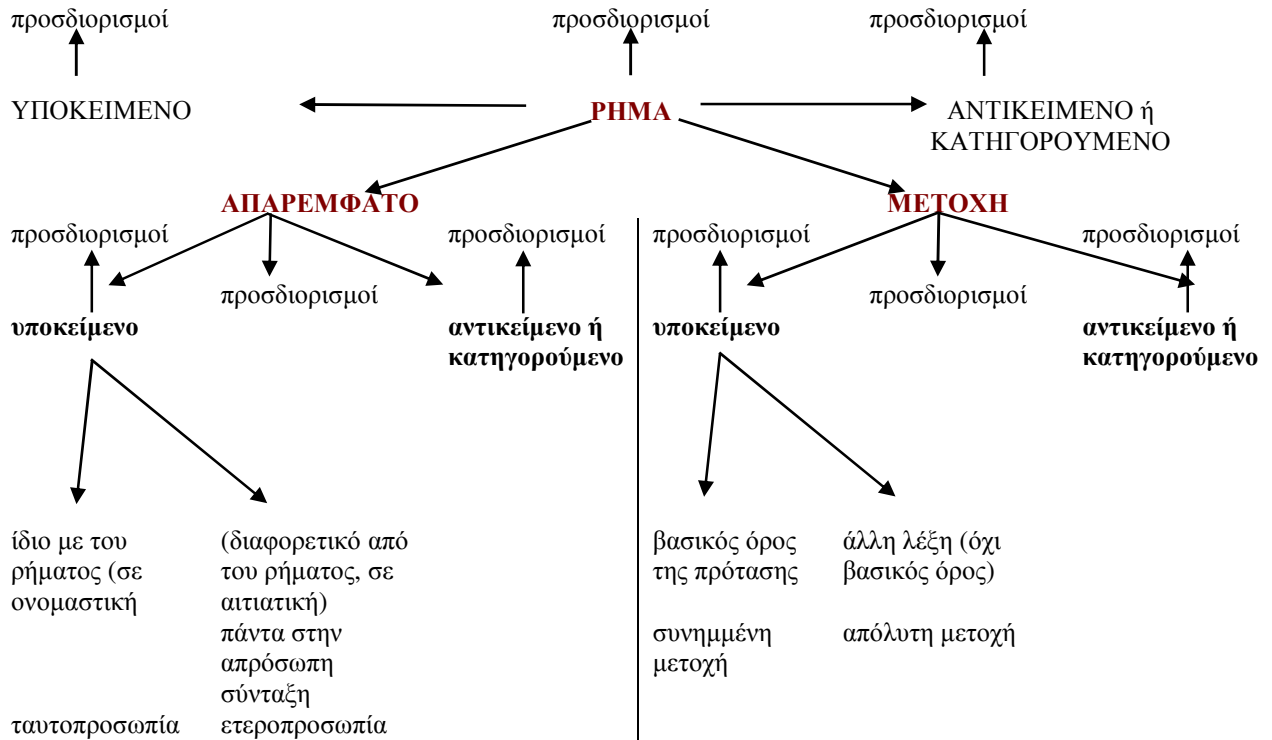 προσδιορισμοί προσδιορισμοί προσδιορισμοί
ΥΠΟΚΕΙΜΕΝΟ ΡΗΜΑ ΑΝΤΙΚΕΙΜΕΝΟ ή
ΚΑΤΗΓΟΡΟΥΜΕΝΟ
ΑΠΑΡΕΜΦΑΤΟ ΜΕΤΟΧΗ
προσδιορισμοί προσδιορισμοί προσδιορισμοί προσδιορισμοί
προσδιορισμοί προσδιορισμοί
υποκείμενο αντικείμενο ή υποκείμενο αντικείμενο ή
κατηγορούμενο κατηγορούμενο
ίδιο με του (διαφορετικό από βασικός όρος άλλη λέξη (όχι
ρήματος (σε του ρήματος, σε της πρότασης βασικός όρος)
ονομαστική αιτιατική)
πάντα στην συνημμένη απόλυτη μετοχή
απρόσωπη μετοχή
σύνταξη
ταυτοπροσωπία ετεροπροσωπία